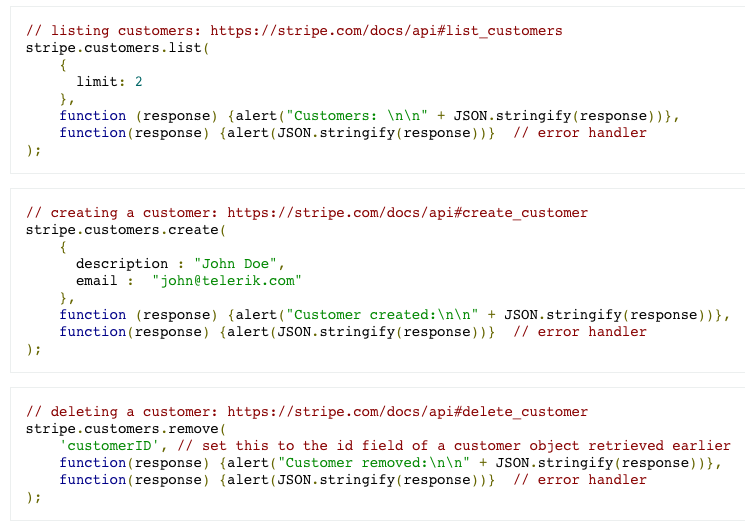 // listing customers: https://stripe.com/docs/api#list_customers
stripe.customers.list(
    {
      limit: 2
    },
    function (response) {alert("Customers: \n\n" + JSON.stringify(response))},
    function(response) {alert(JSON.stringify(response))}  // error handler
);
// creating a customer: https://stripe.com/docs/api#create_customer
stripe.customers.create(
    {
      description : "John Doe",
      email :  "john@telerik.com"
    },
    function (response) {alert("Customer created:\n\n" + JSON.stringify(response))},
    function(response) {alert(JSON.stringify(response))}  // error handler
);
// deleting a customer: https://stripe.com/docs/api#delete_customer
stripe.customers.remove(
    'customerID', // set this to the id field of a customer object retrieved earlier
    function(response) {alert("Customer removed:\n\n" + JSON.stringify(response))},
    function(response) {alert(JSON.stringify(response))}  // error handler
);